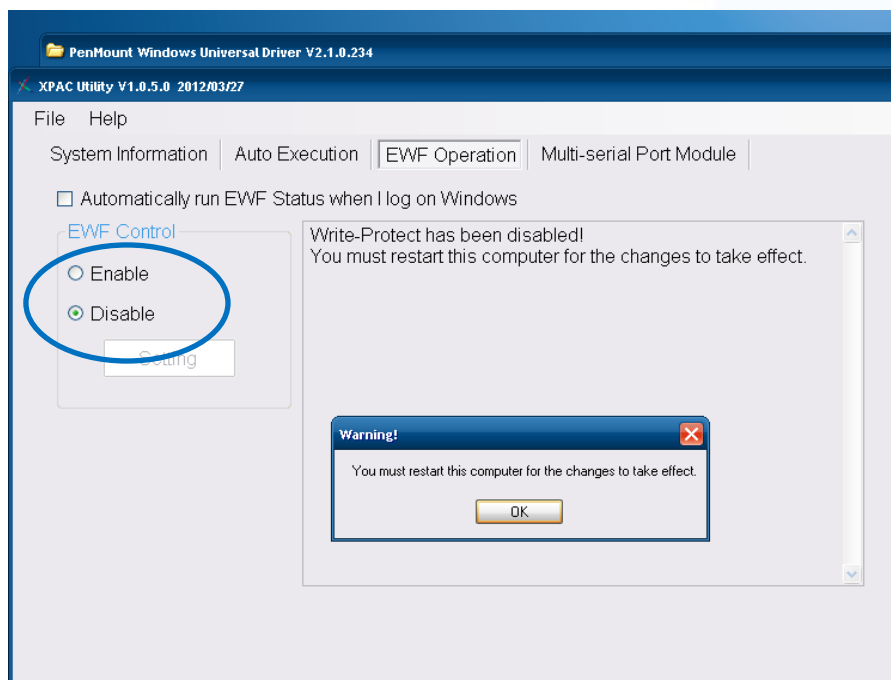 PenMount Windows Universal Driver V2.1.0.234
XPAC Utility V1.0.5.0 2012/03/27
File Help
System Information Auto Execution EWF Operation Multi-serial Port Module
Automatically run EWF Status when I log on Windows
EWF Control
Enable
Disable
Setting
Write-Protect has been disabled!
You must restart this computer for the changes to take effect.
Warning!
You must restart this computer for the changes to take effect.
OK